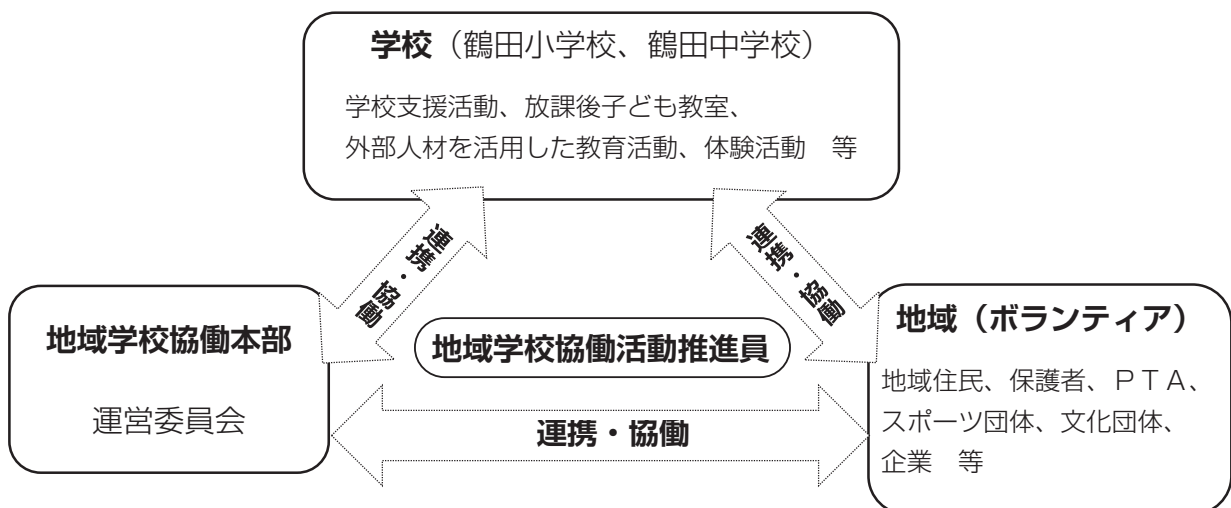 学校（鶴田小学校、鶴田中学校）
学校支援活動、放課後子ども教室、
外部人材を活用した教育活動、体験活動　等
連携・協働
連携・協働
地域学校協働本部
運営委員会
地域学校協働活動推進員
地域（ボランティア）
地域住民、保護者、ＰＴＡ、
スポーツ団体、文化団体、
企業　等
連携・協働